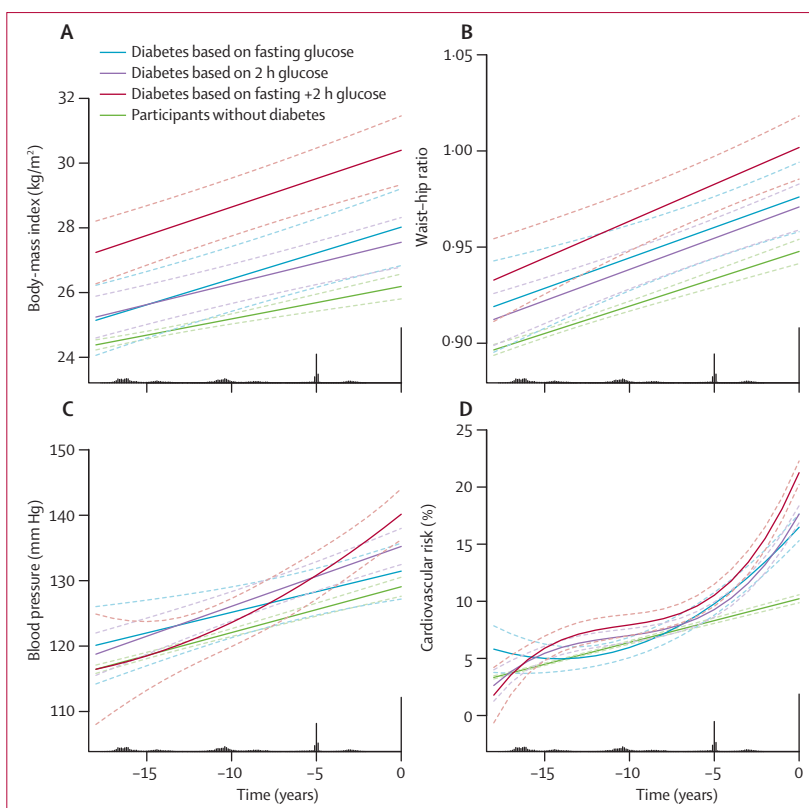 A
Diabetes based on fasting glucose
Diabetes based on 2 h glucose
Diabetes based on fasting +2 h glucose
Participants without diabetes
Body-mass index (kg/m²)
32
30
28
26
24
B
Waist–hip ratio
1·05
1·00
0·95
0·90
C
Blood pressure (mm Hg)
150
140
130
120
110
−15
−10
−5
0
Time (years)
D
Cardiovascular risk (%)
25
20
15
10
5
0
−15
−10
−5
0
Time (years)